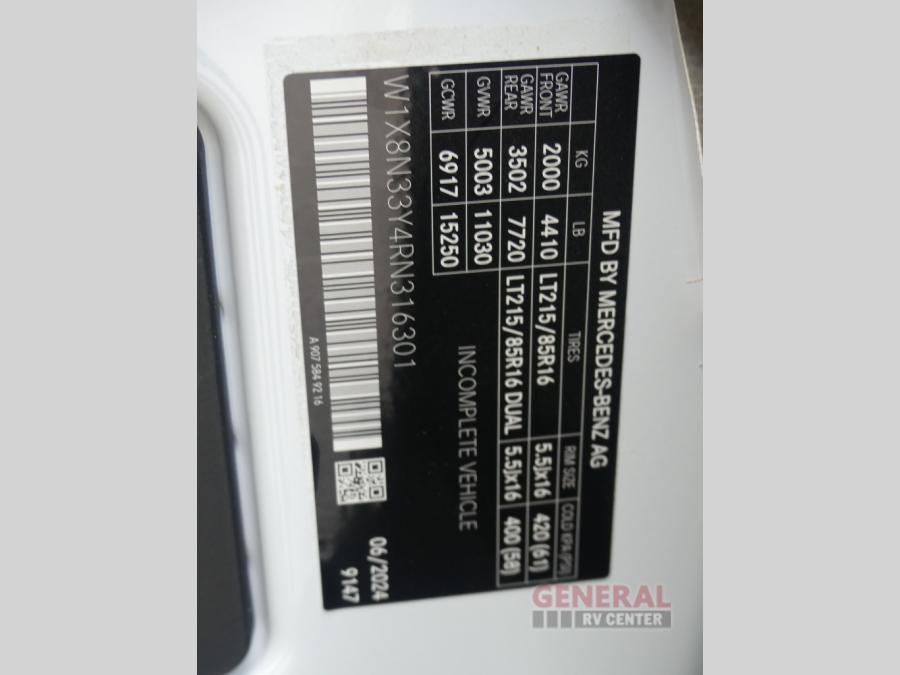 MFD BY MERCEDES-BENZ AG
KG LB TIRES RIM SIZE COLD KPA (PSI)
GAWR FRONT 2000 4410 LT215/85R16 5.5Jx16 420 (61)
GAWR REAR 3502 7720 LT215/85R16 DUAL 5.5Jx16 400 (58)
GVWR 5003 11030
GCWR 6917 15250
INCOMPLETE VEHICLE
W1X8N33Y4RN316301
06/2024
9147
A 907 584 92 16
GENERAL
RV CENTER